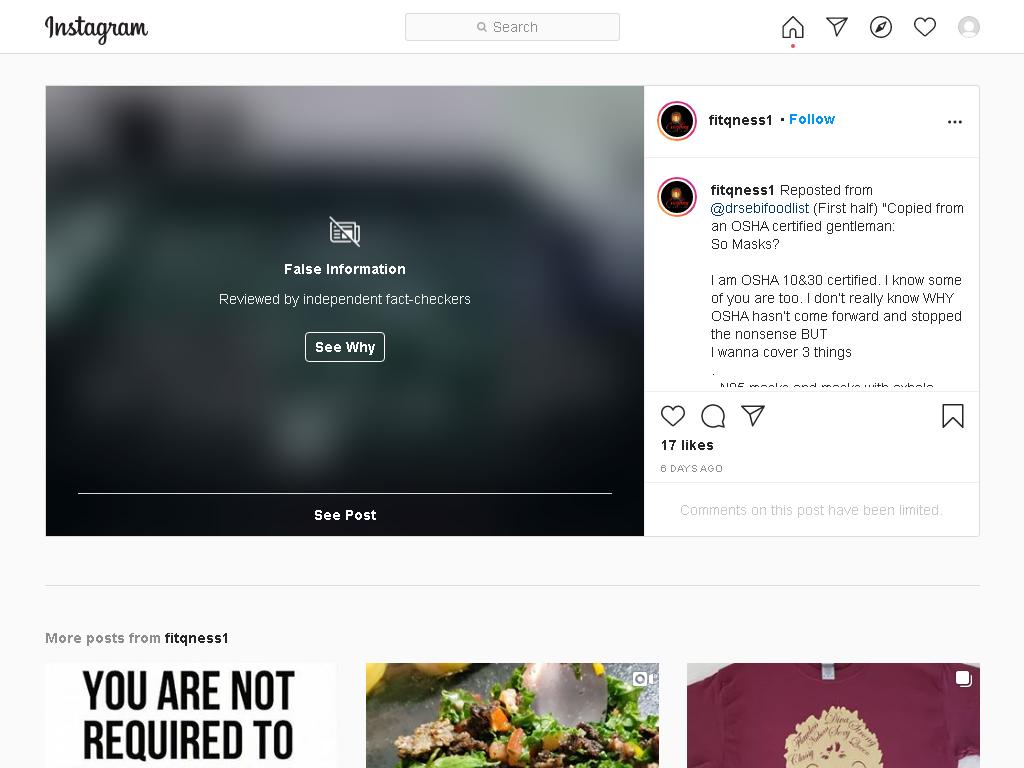 Instagram
Search
fitqness1 • Follow
fitqness1 Reposted from
@drsebifoodlist (First half) "Copied from
an OSHA certified gentleman:
So Masks?
I am OSHA 10&30 certified. I know some
of you are too. I don't really know WHY
OSHA hasn't come forward and stopped
the nonsense BUT
I wanna cover 3 things
.
False Information
Reviewed by independent fact-checkers
See Why
See Post
17 likes
6 DAYS AGO
Comments on this post have been limited.
More posts from fitqness1
YOU ARE NOT
REQUIRED TO